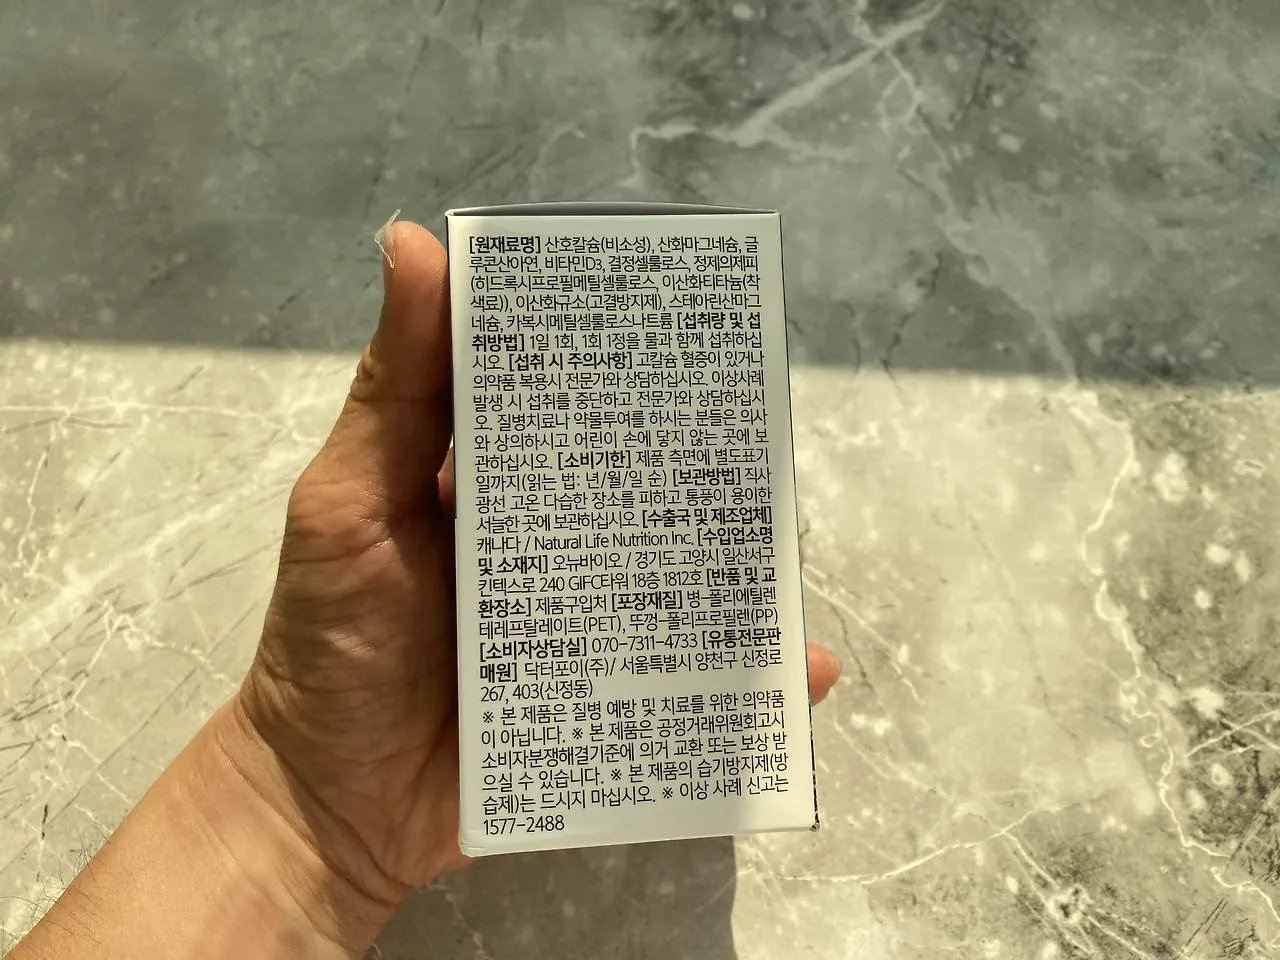 [원재료명] 산호칼슘(비소성), 산화마그네슘, 글
루콘산아연, 비타민D3, 결정셀룰로스, 정제의제피
(히드록시프로필메틸셀룰로스, 이산화티타늄(착
색료)), 이산화규소(고결방지제), 스테아린산마그
네슘, 카복시메틸셀룰로스나트륨 [섭취량 및 섭
취방법] 1일 1회, 1회 1정을 물과 함께 섭취하십
시오. [섭취 시 주의사항] 고칼슘 혈증이 있거나
의약품 복용시 전문가와 상담하십시오. 이상사례
발생 시 섭취를 중단하고 전문가와 상담하십시
오. 질병치료나 약물투여를 하시는 분들은 의사
와 상의하시고 어린이 손에 닿지 않는 곳에 보
관하십시오. [소비기한] 제품 측면에 별도표기
일까지(읽는 법: 년/월/일 순) [보관방법] 직사
광선 고온 다습한 장소를 피하고 통풍이 용이한
서늘한 곳에 보관하십시오. [수출국 및 제조업체]
캐나다 / Natural Life Nutrition Inc. [수입업소명
및 소재지] 오뉴바이오 / 경기도 고양시 일산서구
킨텍스로 240 GIFC타워 18층 1812호 [반품 및 교
환장소] 제품구입처 [포장재질] 병-폴리에틸렌
테레프탈레이트(PET), 뚜껑-폴리프로필렌(PP)
[소비자상담실] 070-7311-4733 [유통전문판
매원] 닥터포이(주)/ 서울특별시 양천구 신정로
267, 403(신정동)
※ 본 제품은 질병 예방 및 치료를 위한 의약품
이 아닙니다. ※ 본 제품은 공정거래위원회고시
소비자분쟁해결기준에 의거 교환 또는 보상 받
으실 수 있습니다. ※ 본 제품의 습기방지제(방
습제)는 드시지 마십시오. ※ 이상 사례 신고는
1577-2488